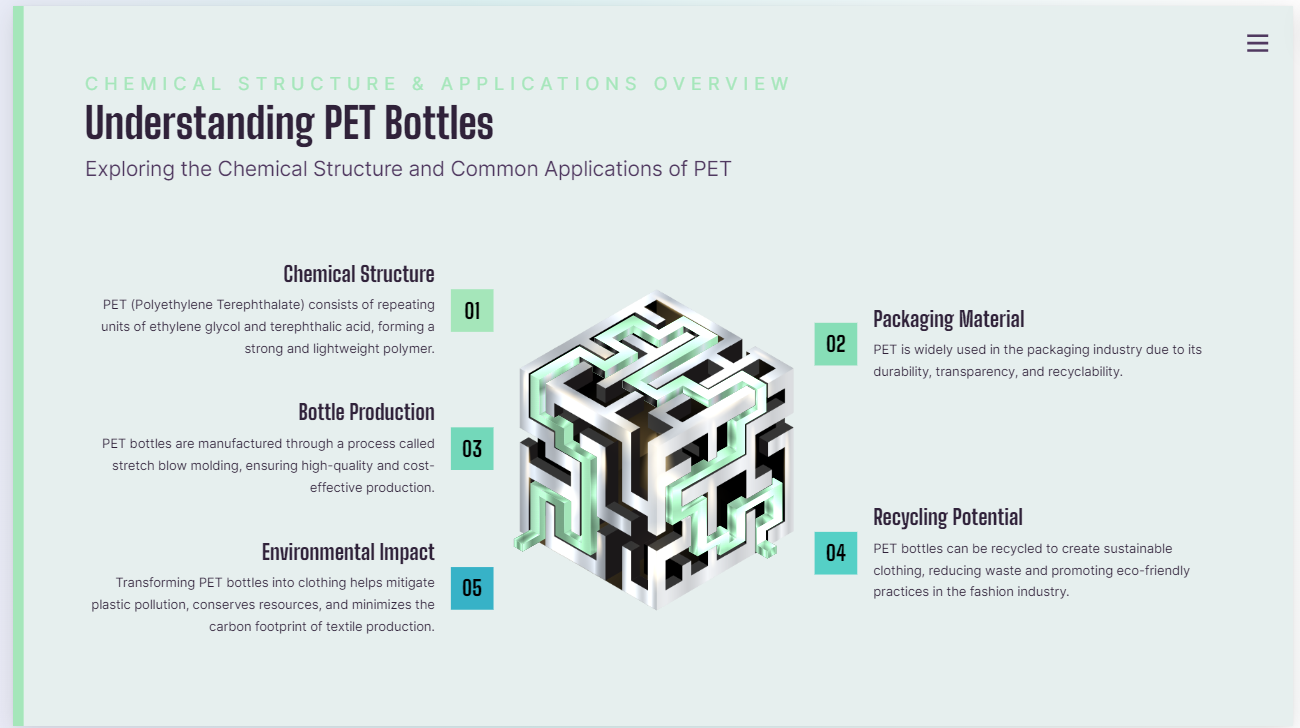 CHEMICAL STRUCTURE & APPLICATIONS OVERVIEW
Understanding PET Bottles
Exploring the Chemical Structure and Common Applications of PET
Chemical Structure
PET (Polyethylene Terephthalate) consists of repeating
units of ethylene glycol and terephthalic acid, forming a
strong and lightweight polymer.
01
02
Packaging Material
PET is widely used in the packaging industry due to its
durability, transparency, and recyclability.
Bottle Production
PET bottles are manufactured through a process called
stretch blow molding, ensuring high-quality and cost-
effective production.
03
04
Recycling Potential
PET bottles can be recycled to create sustainable
clothing, reducing waste and promoting eco-friendly
practices in the fashion industry.
Environmental Impact
Transforming PET bottles into clothing helps mitigate
plastic pollution, conserves resources, and minimizes the
carbon footprint of textile production.
05